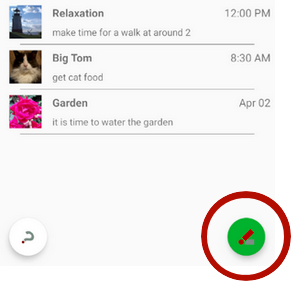 Relaxation 12:00 PM
make time for a walk at around 2
Big Tom 8:30 AM
get cat food
Garden Apr 02
it is time to water the garden